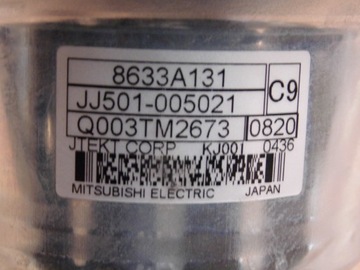 8633A131
C9
JJ501-005021
Q003TM2673 0820
JTEKT CORP KJ001 0436
MITSUBISHI ELECTRIC JAPAN